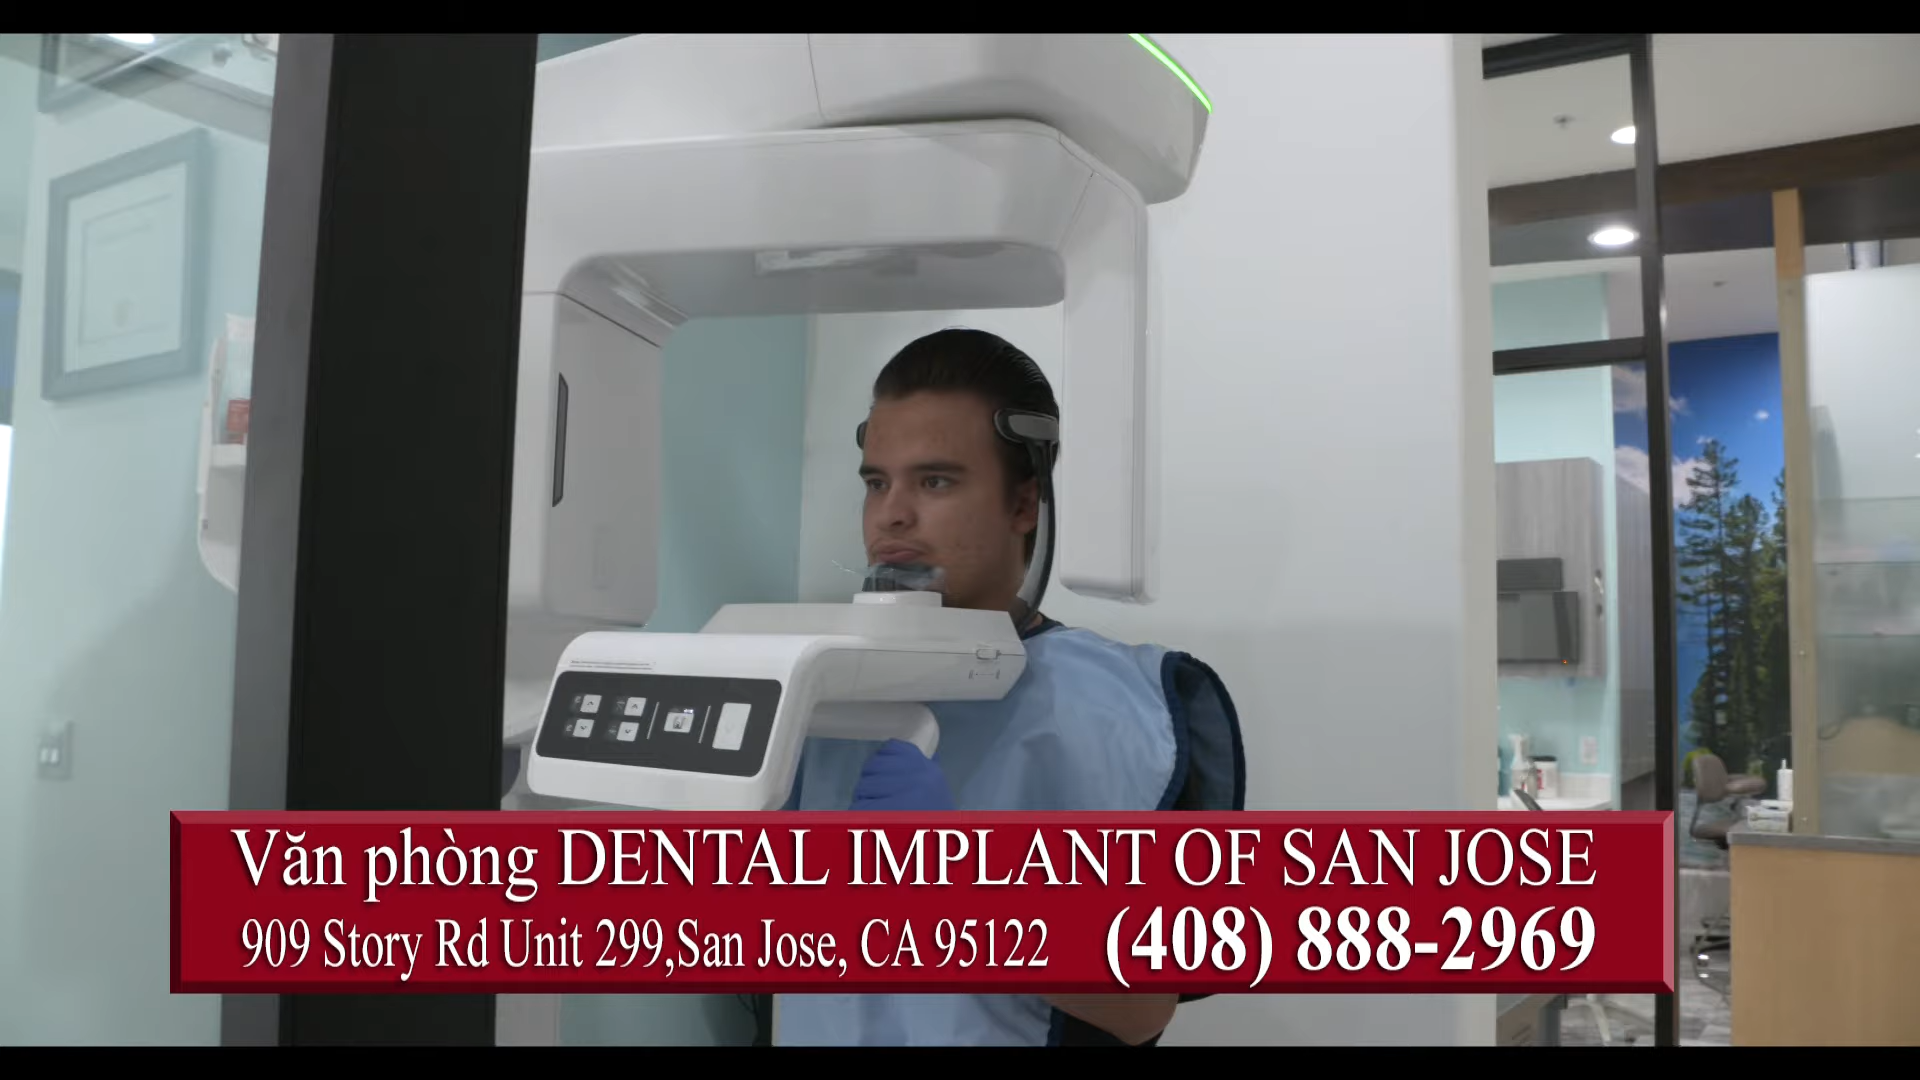 Văn phòng DENTAL IMPLANT OF SAN JOSE
909 Story Rd Unit 299,San Jose, CA 95122 (408) 888-2969